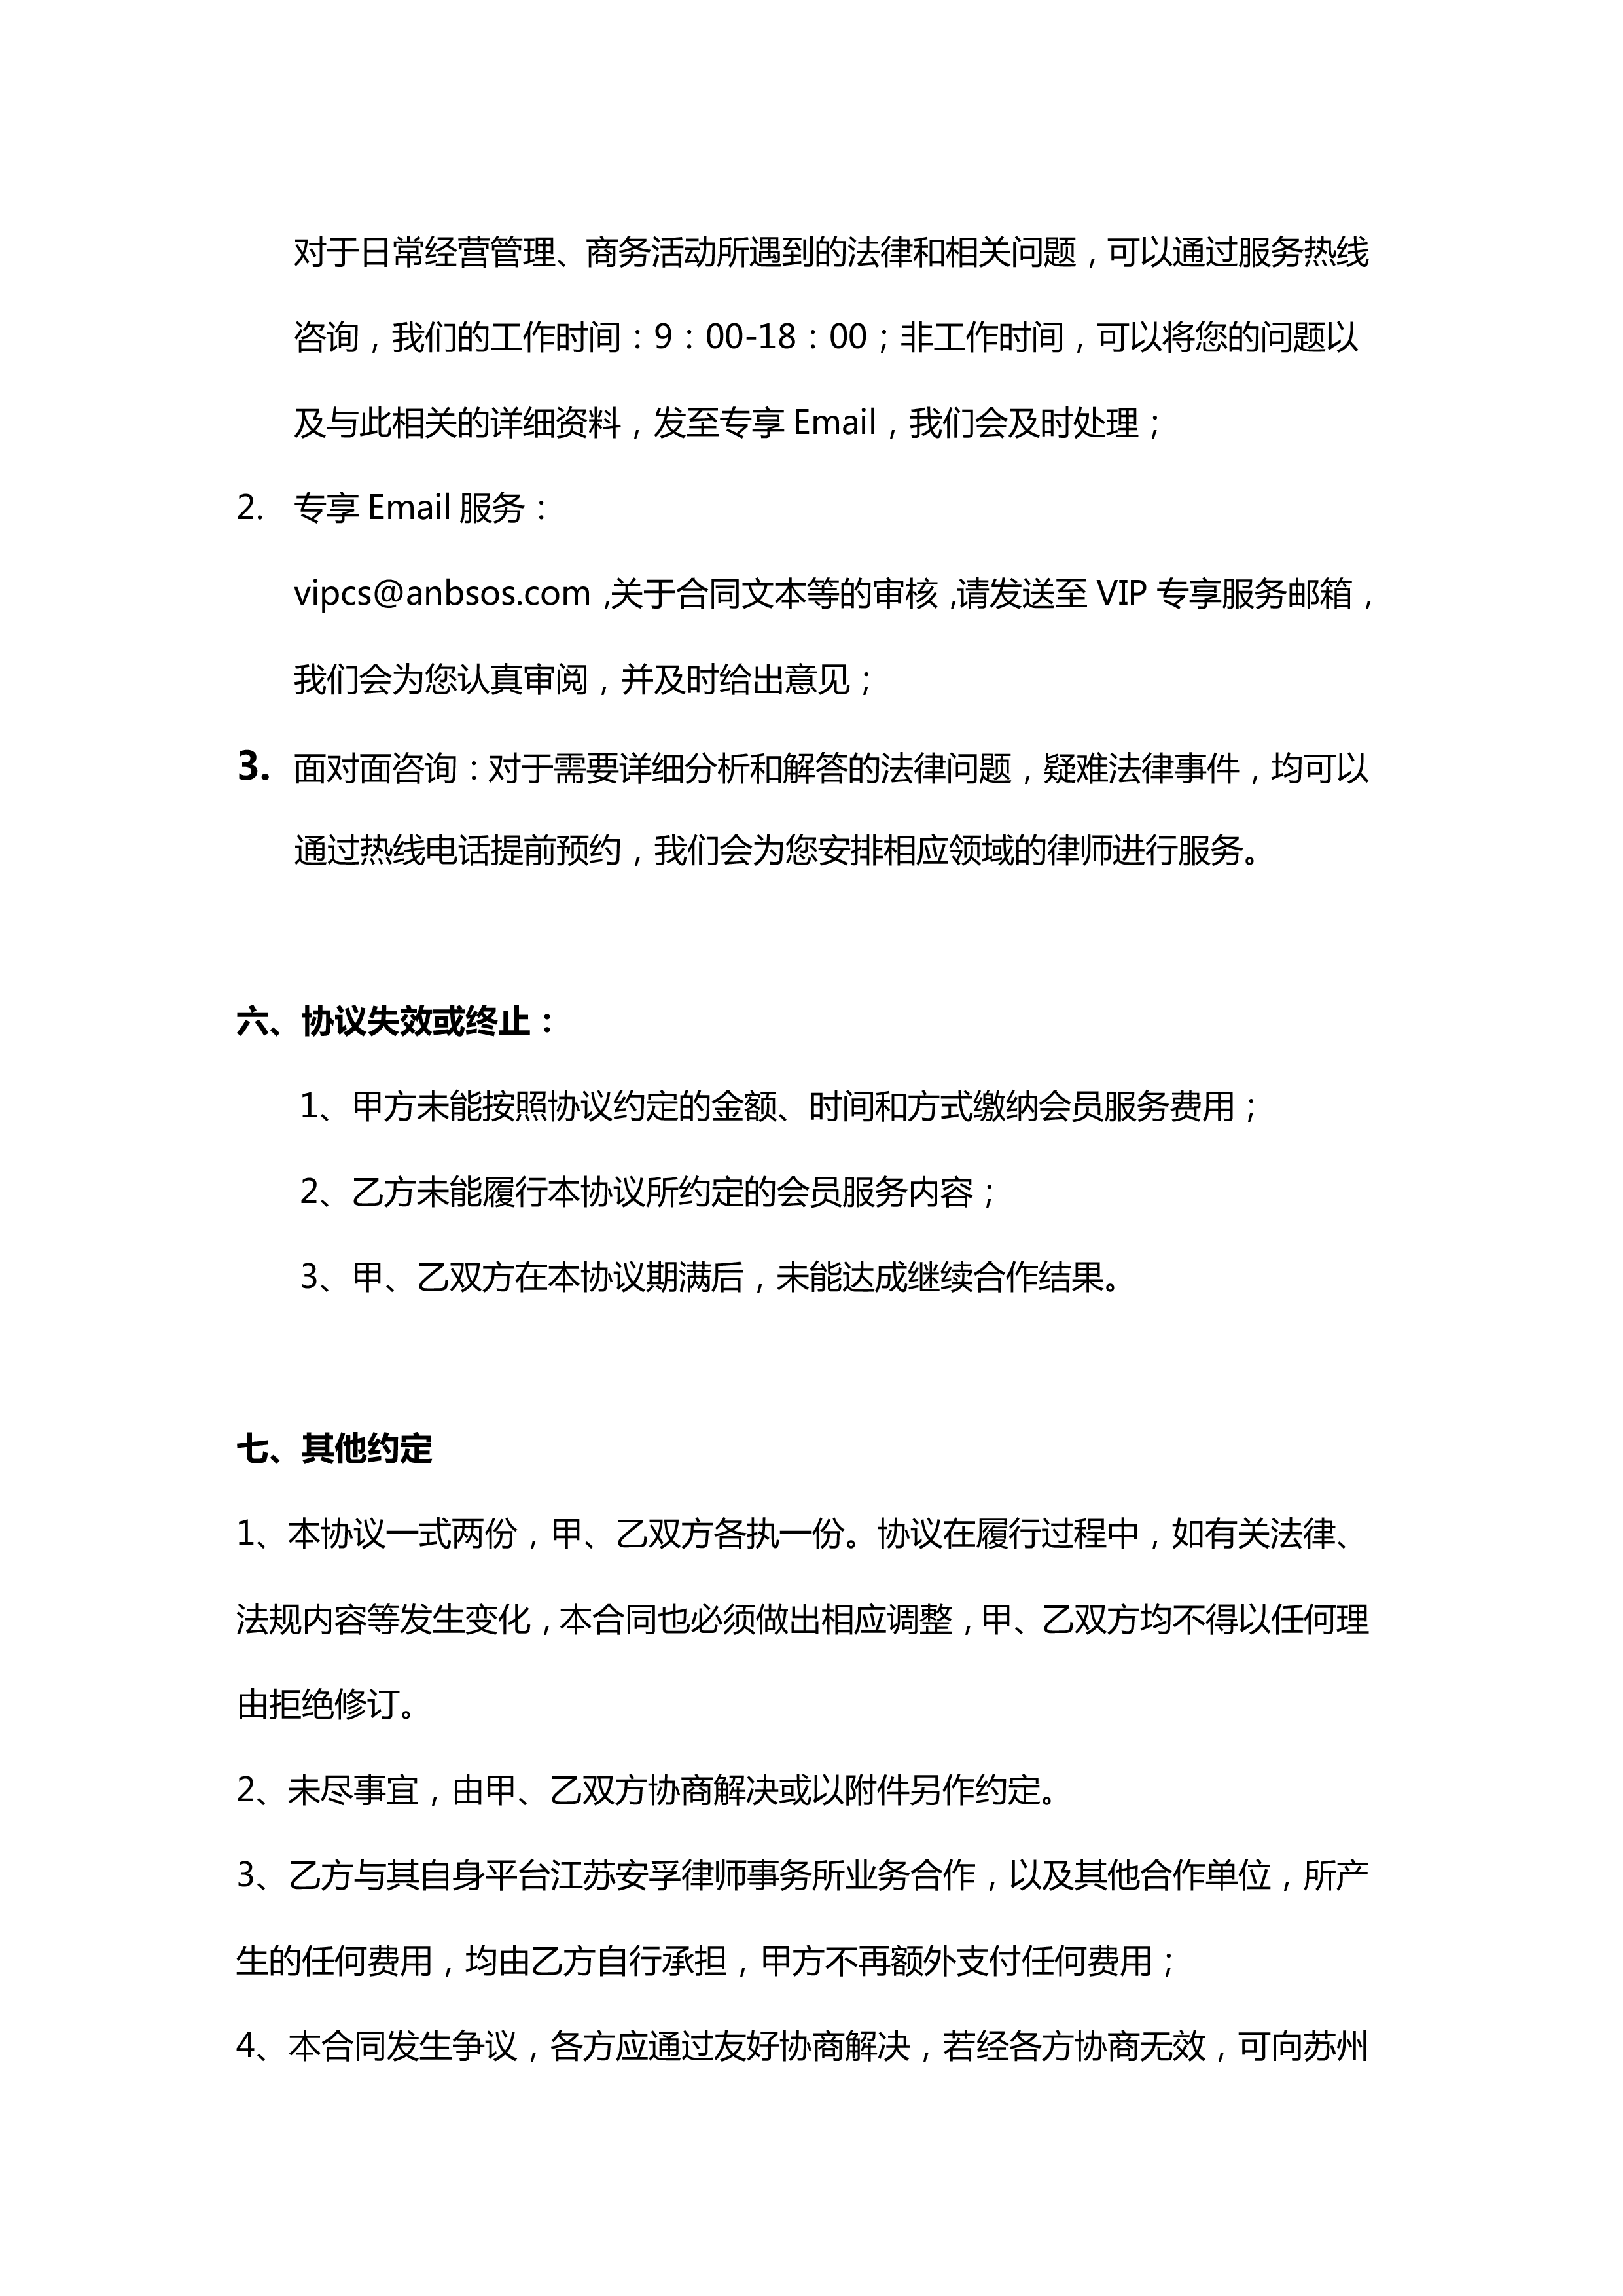 对于日常经营管理、商务活动所遇到的法律和相关问题，可以通过服务热线
咨询，我们的工作时间：9：00-18：00；非工作时间，可以将您的问题以
及与此相关的详细资料，发至专享 Email，我们会及时处理；
2. 专享 Email 服务：
vipcs@anbsos.com，关于合同文本等的审核，请发送至 VIP 专享服务邮箱，
我们会为您认真审阅，并及时给出意见；
3. 面对面咨询：对于需要详细分析和解答的法律问题，疑难法律事件，均可以
通过热线电话提前预约，我们会为您安排相应领域的律师进行服务。
六、协议失效或终止：
1、甲方未能按照协议约定的金额、时间和方式缴纳会员服务费用；
2、乙方未能履行本协议所约定的会员服务内容；
3、甲、乙双方在本协议期满后，未能达成继续合作结果。
七、其他约定
1、本协议一式两份，甲、乙双方各执一份。协议在履行过程中，如有关法律、
法规内容等发生变化，本合同也必须做出相应调整，甲、乙双方均不得以任何理
由拒绝修订。
2、未尽事宜，由甲、乙双方协商解决或以附件另作约定。
3、乙方与其自身平台江苏安孚律师事务所业务合作，以及其他合作单位，所产
生的任何费用，均由乙方自行承担，甲方不再额外支付任何费用；
4、本合同发生争议，各方应通过友好协商解决，若经各方协商无效，可向苏州